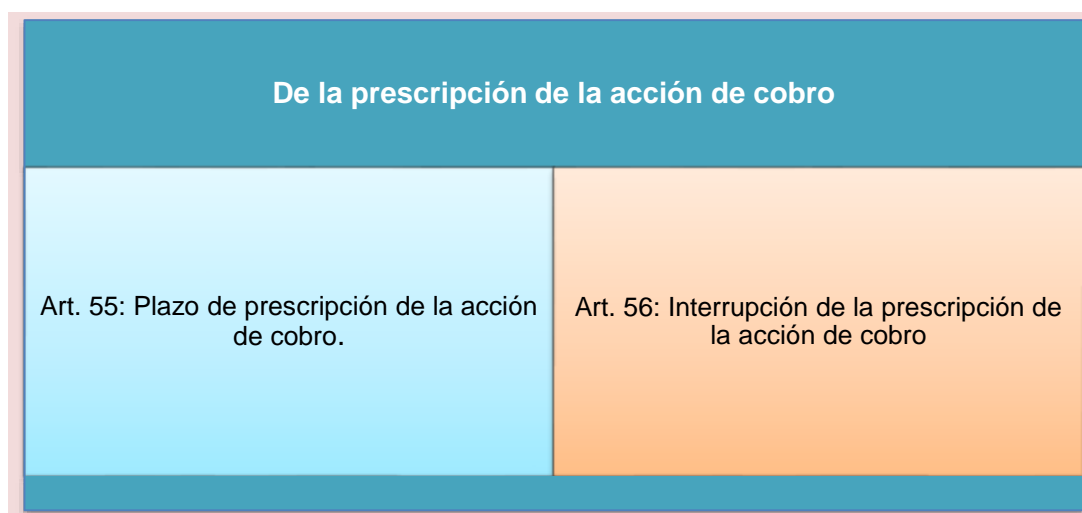 De la prescripción de la acción de cobro
Art. 55: Plazo de prescripción de la acción
de cobro.
Art. 56: Interrupción de la prescripción de
la acción de cobro